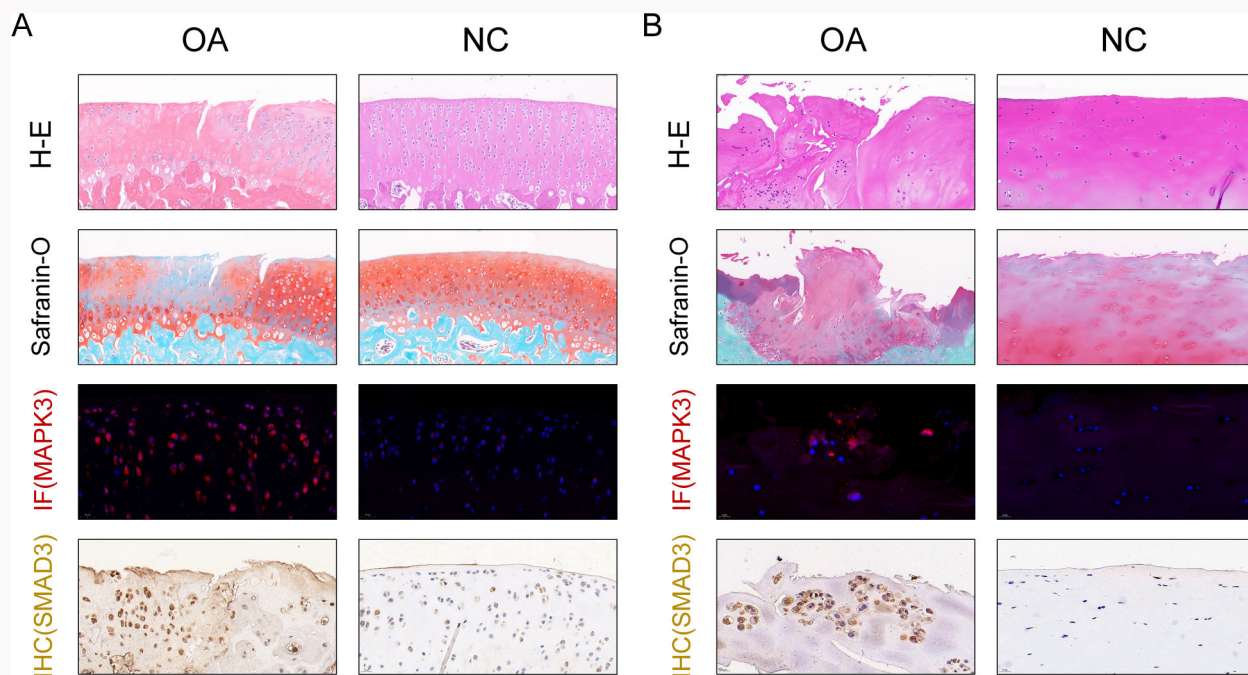 A
B
OA
NC
OA
NC
H-E
H-E
Safranin-O
Safranin-O
IF(MAPK3)
IF(MAPK3)
IHC(SMAD3)
IHC(SMAD3)